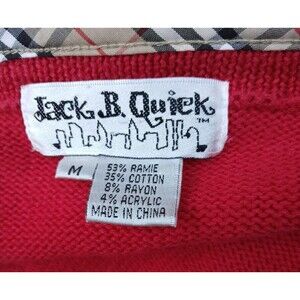 Jack B. Quick
TM
M
53% RAMIE
35% COTTON
8% RAYON
4% ACRYLIC
MADE IN CHINA